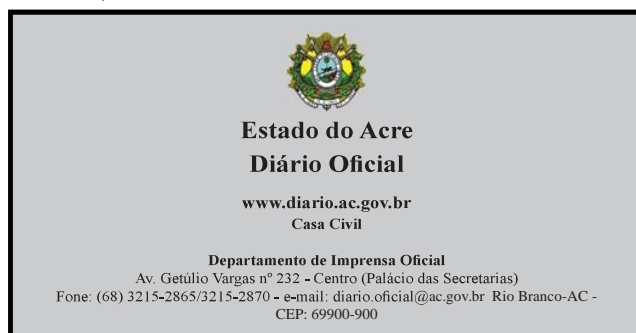 Estado do Acre
Diário Oficial
www.diario.ac.gov.br
Casa Civil
Departamento de Imprensa Oficial
Av. Getúlio Vargas nº 232 - Centro (Palácio das Secretarias)
Fone: (68) 3215-2865/3215-2870 - e-mail: diario.oficial@ac.gov.br Rio Branco-AC -
CEP: 69900-900